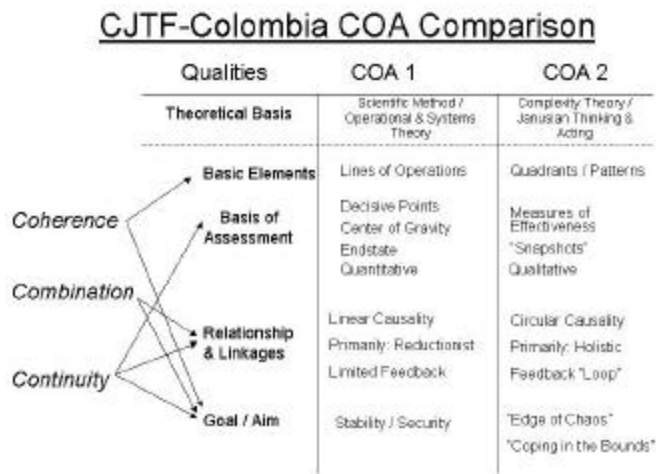 CJTF-Colombia COA Comparison
Qualities COA 1 COA 2
Theoretical Basis
Scientific Method /
Operational & Systems
Theory
Complexity Theory /
Janusian Thinking &
Acting
Basic Elements Lines of Operations Quadrants / Patterns
Coherence
Basis of
Assessment
Decisive Points
Center of Gravity
Endstate
Quantitative
Measures of
Effectiveness
"Snapshots"
Qualitative
Combination
Relationship
& Linkages
Linear Causality
Primarily: Reductionist
Limited Feedback
Circular Causality
Primarily: Holistic
Feedback "Loop"
Continuity
Goal / Aim
Stability / Security
"Edge of Chaos"
"Coping in the Bounds"